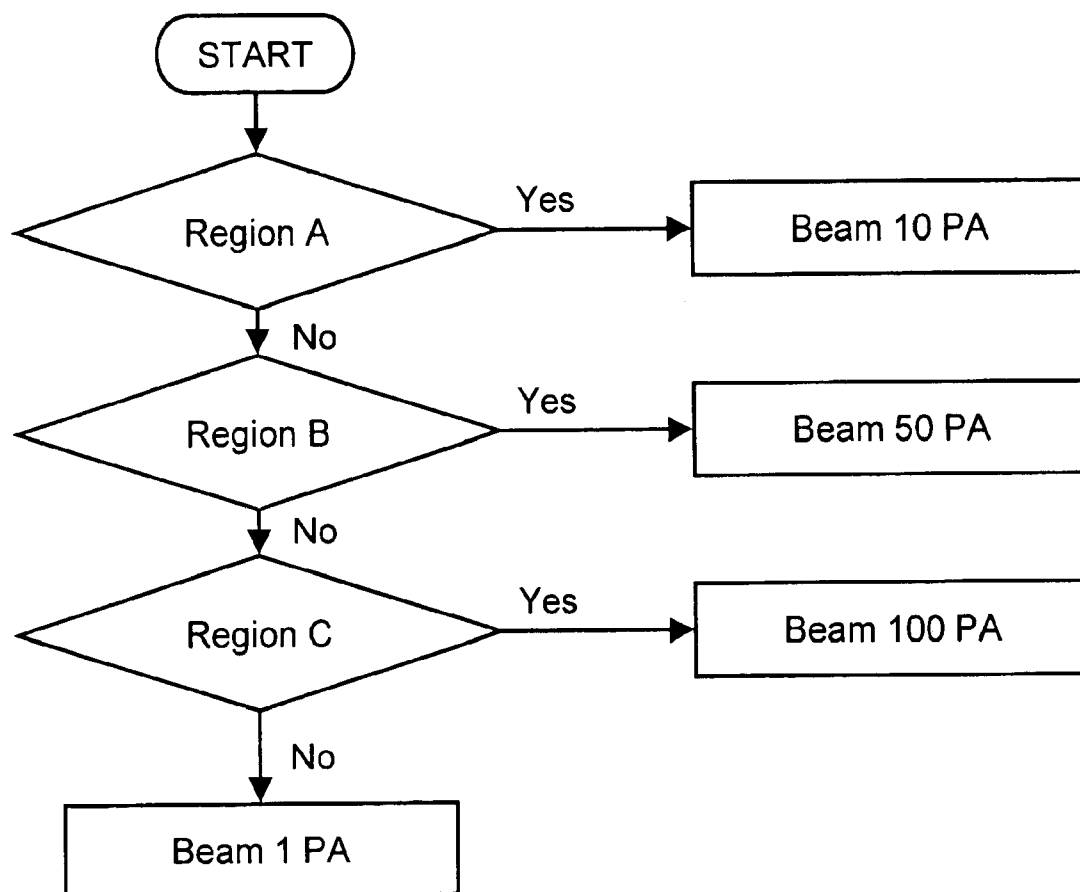 START
Region A
Yes
Beam 10 PA
No
Region B
Yes
Beam 50 PA
No
Region C
Yes
Beam 100 PA
No
Beam 1 PA